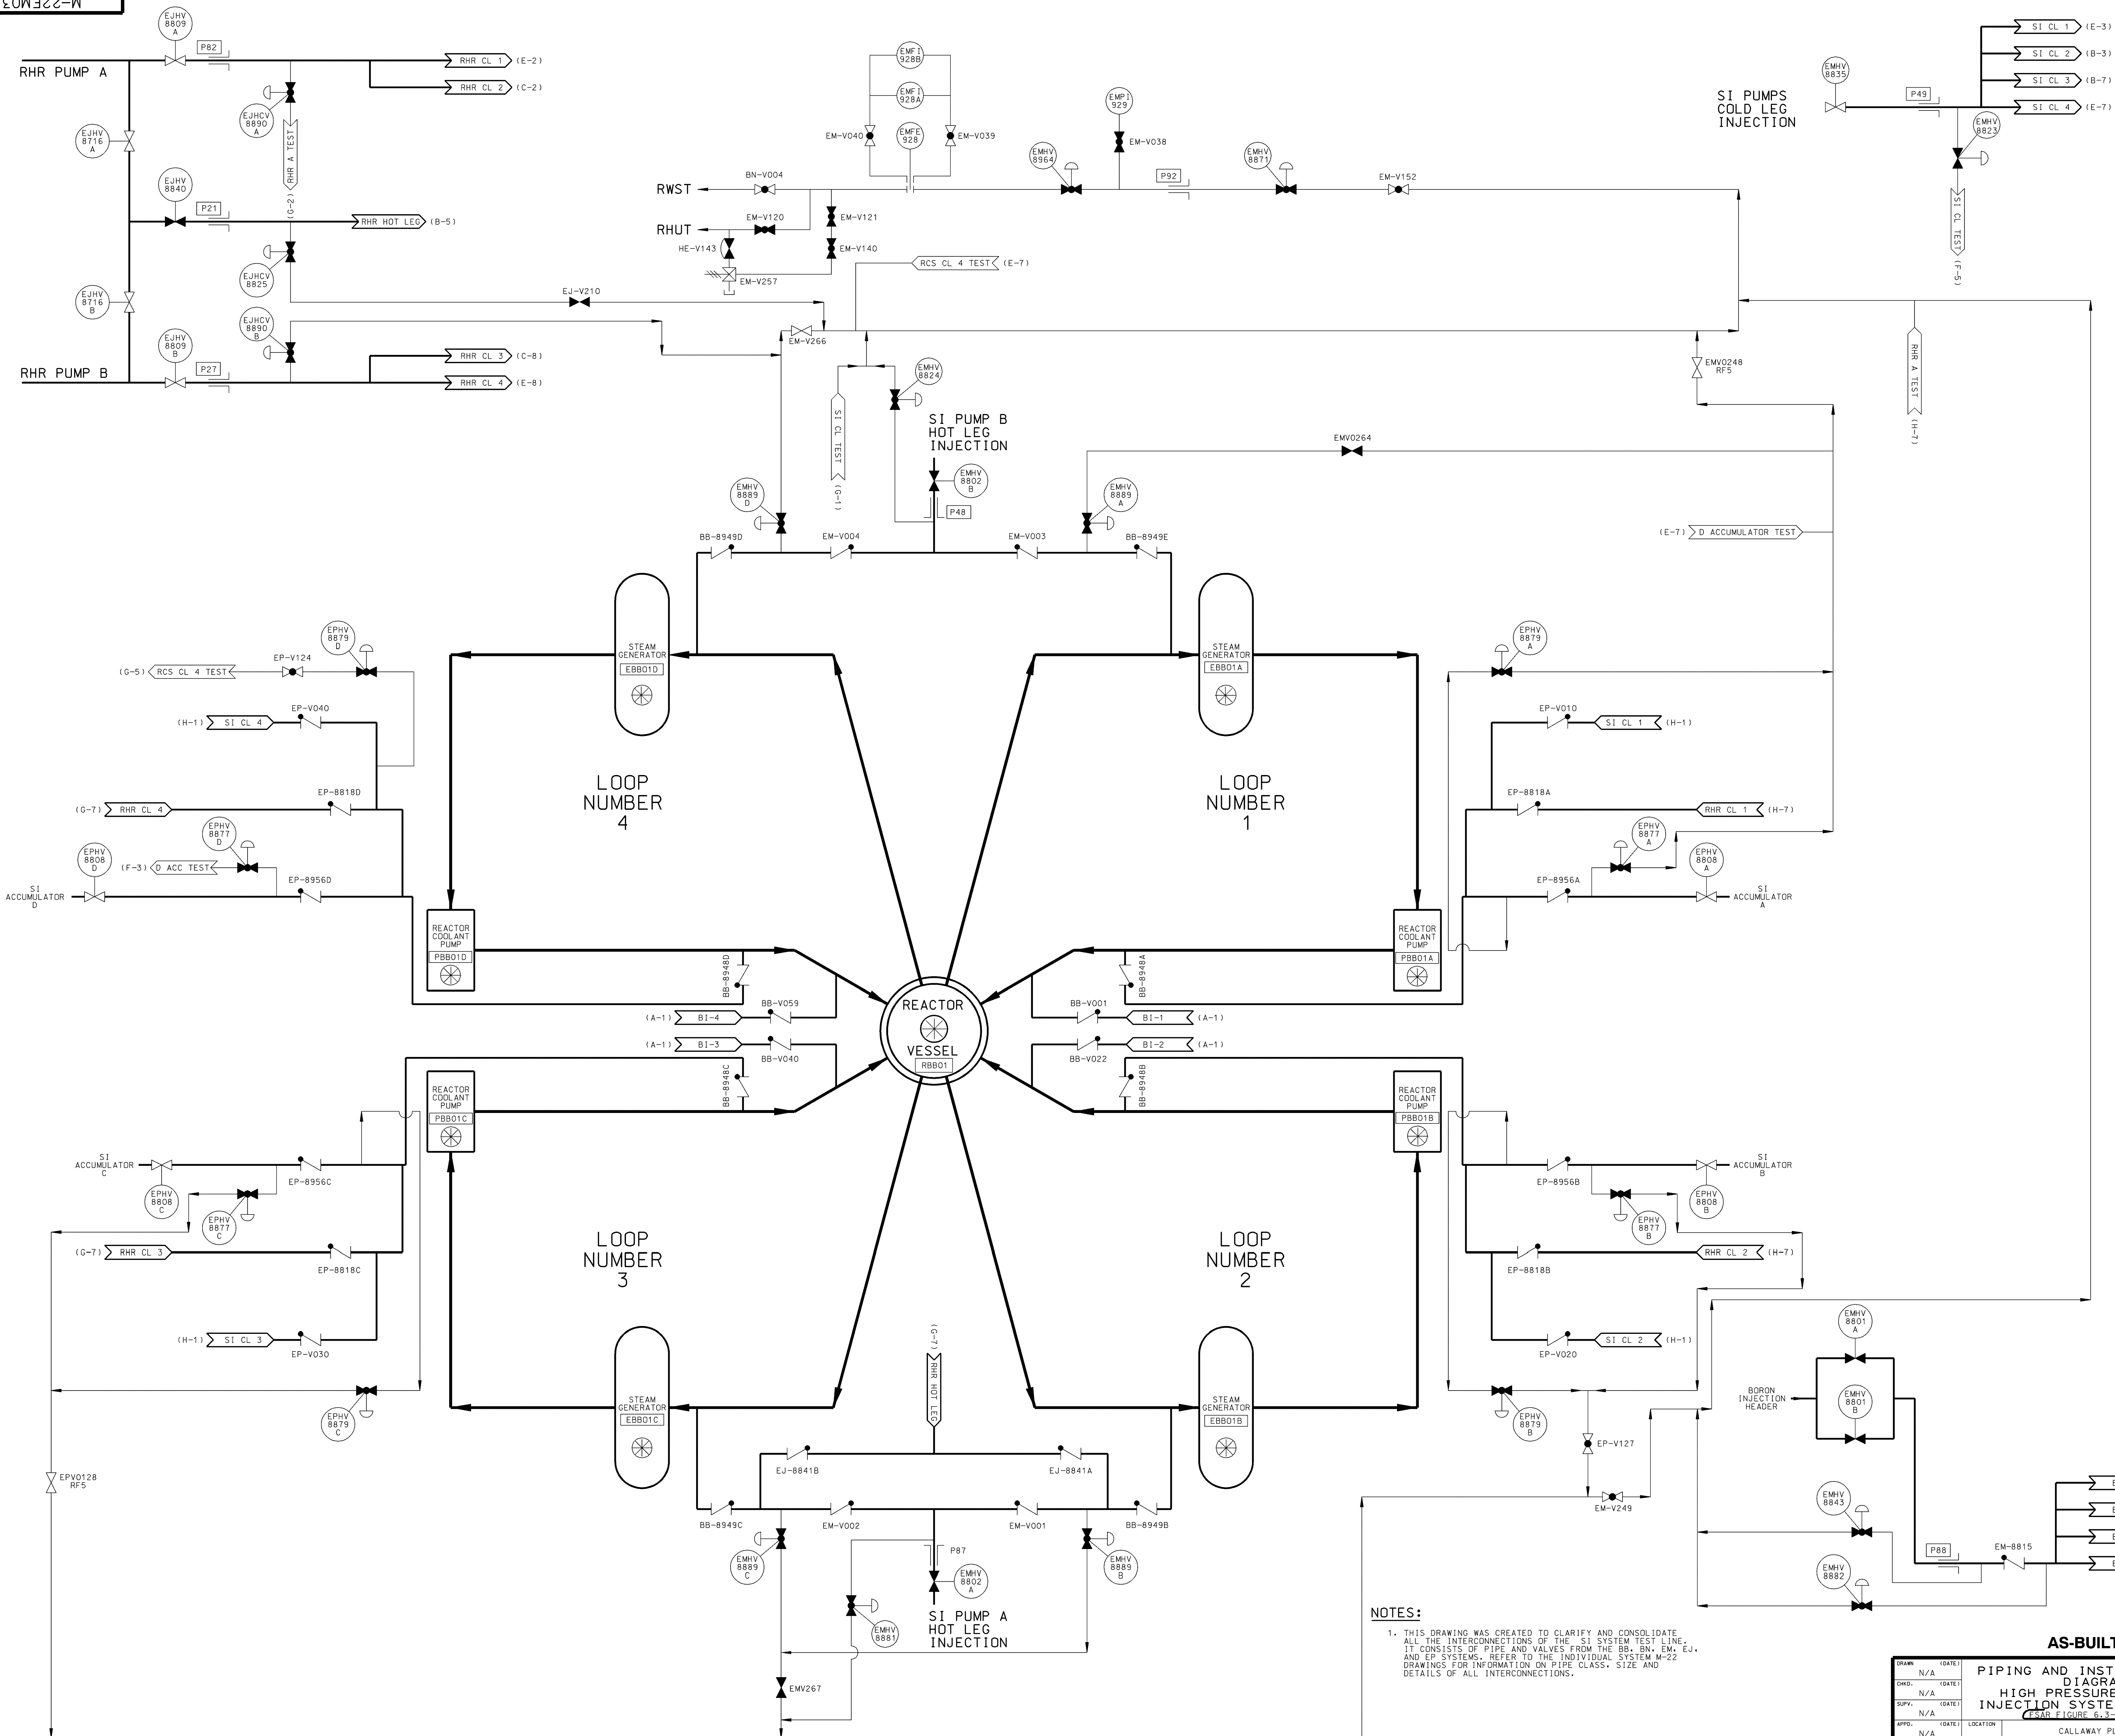 M-22EM03
EJHV
8809
A
P82
RHR PUMP A
RHR CL 1 (E-2)
RHR CL 2 (C-2)
EJHCV
8890
A
RHR A TEST
(G-2)
EJHV
8716
A
EJHV
8840
P21
RHR HOT LEG (B-5)
EJHCV
8825
EJ-V210
EJHV
8716
B
EJHCV
8890
B
EJHV
8809
B
P27
RHR PUMP B
RHR CL 3 (C-8)
RHR CL 4 (E-8)
EMFI
928B
EMFI
928A
EM-V040
EMFE
928
EM-V039
EMPI
929
EM-V038
EMHV
8964
P92
EMHV
8871
EM-V152
RWST
BN-V004
RHUT
EM-V120
EM-V121
HE-V143
EM-V140
EM-V257
RCS CL 4 TEST (E-7)
EM-V266
SI PUMPS
COLD LEG
INJECTION
EMHV
8835
P49
SI CL 1 (E-3)
SI CL 2 (B-3)
SI CL 3 (B-7)
SI CL 4 (E-7)
EMHV
8823
SI CL TEST
(F-5)
EMV0248
RF5
RHR A TEST
(H-7)
EMHV
8824
SI CL TEST
(G-1)
SI PUMP B
HOT LEG
INJECTION
EMHV
8802
B
P48
EMV0264
EMHV
8889
D
EMHV
8889
A
BB-8949D
EM-V004
EM-V003
BB-8949E
(E-7) D ACCUMULATOR TEST
EPHV
8879
D
EP-V124
(G-5) RCS CL 4 TEST
EP-V040
(H-1) SI CL 4
EP-8818D
(G-7) RHR CL 4
EPHV
8877
D
EPHV
8808
D
(F-3) D ACC TEST
EP-8956D
SI
ACCUMULATOR
D
STEAM
GENERATOR
EBB01D
STEAM
GENERATOR
EBB01A
LOOP
NUMBER
4
LOOP
NUMBER
1
EPHV
8879
A
EP-V010
SI CL 1 (H-1)
EP-8818A
RHR CL 1 (H-7)
EPHV
8877
A
EPHV
8808
A
EP-8956A
SI
ACCUMULATOR
A
REACTOR
COOLANT
PUMP
PBB01D
REACTOR
COOLANT
PUMP
PBB01A
BB-8948D
BB-8948A
BB-V059
(A-1) BI-4
BB-V001
BI-1 (A-1)
REACTOR
VESSEL
RBB01
(A-1) BI-3
BB-V040
BI-2 (A-1)
BB-V022
BB-8948C
BB-8948B
REACTOR
COOLANT
PUMP
PBB01C
REACTOR
COOLANT
PUMP
PBB01B
SI
ACCUMULATOR
C
EPHV
8808
C
EP-8956C
EPHV
8877
C
(G-7) RHR CL 3
EP-8818C
(H-1) SI CL 3
EP-V030
EPHV
8879
C
EPV0128
RF5
LOOP
NUMBER
3
LOOP
NUMBER
2
SI
ACCUMULATOR
B
EP-8956B
EPHV
8808
B
EPHV
8877
B
RHR CL 2 (H-7)
EP-8818B
SI CL 2 (H-1)
EP-V020
EPHV
8879
B
EP-V127
EM-V249
STEAM
GENERATOR
EBB01C
STEAM
GENERATOR
EBB01B
(G-7)
RHR HOT LEG
EJ-8841B
EJ-8841A
BB-8949C
EM-V002
EM-V001
BB-8949B
EMHV
8889
C
P87
EMHV
8802
A
EMHV
8889
B
EMHV
8881
SI PUMP A
HOT LEG
INJECTION
EMV267
EMHV
8801
A
BORON
INJECTION
HEADER
EMHV
8801
B
EMHV
8843
P88
EM-8815
EMHV
8882
NOTES:
1. THIS DRAWING WAS CREATED TO CLARIFY AND CONSOLIDATE
ALL THE INTERCONNECTIONS OF THE SI SYSTEM TEST LINE.
IT CONSISTS OF PIPE AND VALVES FROM THE BB, BN, EM, EJ,
AND EP SYSTEMS. REFER TO THE INDIVIDUAL SYSTEM M-22
DRAWINGS FOR INFORMATION ON PIPE CLASS, SIZE AND
DETAILS OF ALL INTERCONNECTIONS.
AS-BUILT
DRAWN (DATE)
N/A
CHKD. (DATE)
N/A
SUPV. (DATE)
N/A
APPD. (DATE)
N/A
PIPING AND INST
DIAGRA
HIGH PRESSURE
INJECTION SYSTE
FSAR FIGURE 6.3-
LOCATION
CALLAWAY PL